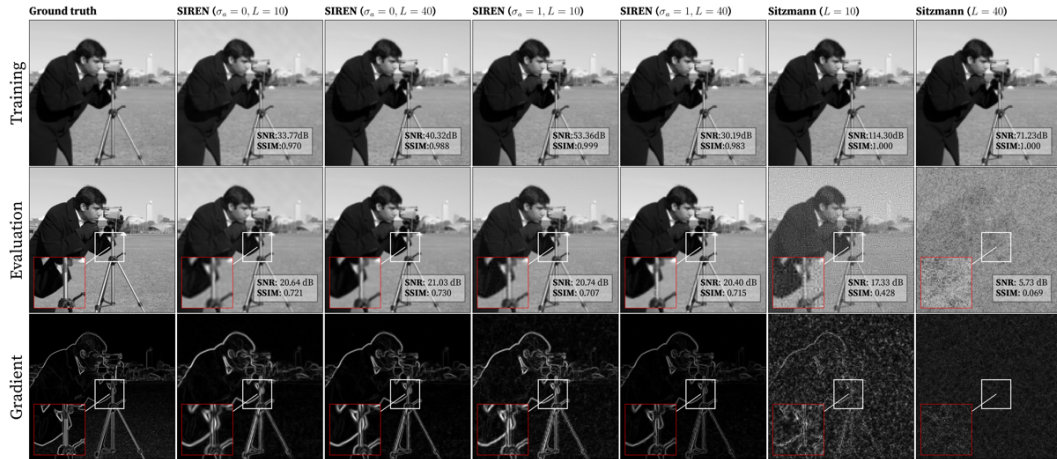 Ground truth SIREN (σₐ = 0, L = 10) SIREN (σₐ = 0, L = 40) SIREN (σₐ = 1, L = 10) SIREN (σₐ = 1, L = 40) Sitzmann (L = 10) Sitzmann (L = 40)
Training
SNR:33.77dB
SSIM:0.970
SNR:40.32dB
SSIM:0.988
SNR:53.36dB
SSIM:0.999
SNR:30.19dB
SSIM:0.983
SNR:114.30dB
SSIM:1.000
SNR:71.23dB
SSIM:1.000
Evaluation
SNR: 20.64 dB
SSIM: 0.721
SNR: 21.03 dB
SSIM: 0.730
SNR: 20.74 dB
SSIM: 0.707
SNR: 20.40 dB
SSIM: 0.715
SNR: 17.33 dB
SSIM: 0.428
SNR: 5.73 dB
SSIM: 0.069
Gradient